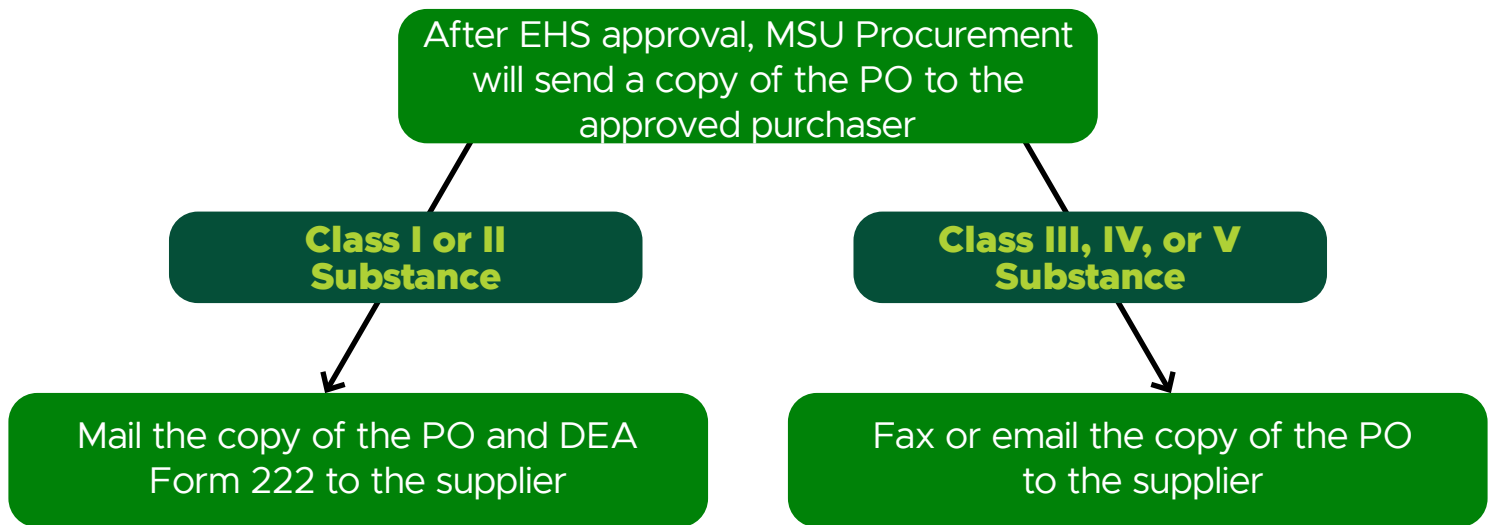 After EHS approval, MSU Procurement
will send a copy of the PO to the
approved purchaser
Class I or II
Substance
Class III, IV, or V
Substance
Mail the copy of the PO and DEA
Form 222 to the supplier
Fax or email the copy of the PO
to the supplier